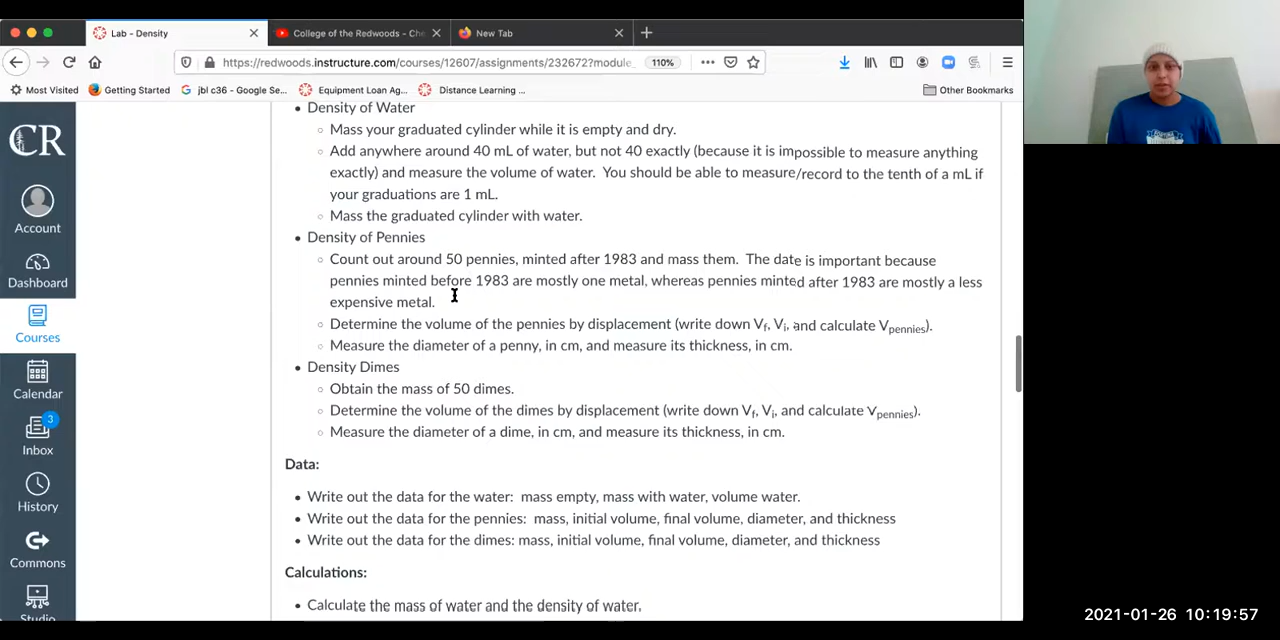 Lab - Density
College of the Redwoods - Che
New Tab
https://redwoods.instructure.com/courses/12607/assignments/232672?module_
110%
Most Visited
Getting Started
jbl c36 - Google Se...
Equipment Loan Ag...
Distance Learning ...
Other Bookmarks
CR
Account
Dashboard
Courses
Calendar
3
Inbox
History
Commons
Studio
• Density of Water
◦ Mass your graduated cylinder while it is empty and dry.
◦ Add anywhere around 40 mL of water, but not 40 exactly (because it is impossible to measure anything
exactly) and measure the volume of water. You should be able to measure/record to the tenth of a mL if
your graduations are 1 mL.
◦ Mass the graduated cylinder with water.
• Density of Pennies
◦ Count out around 50 pennies, minted after 1983 and mass them. The date is important because
pennies minted before 1983 are mostly one metal, whereas pennies minted after 1983 are mostly a less
expensive metal.
◦ Determine the volume of the pennies by displacement (write down Vf, Vi, and calculate Vpennies).
◦ Measure the diameter of a penny, in cm, and measure its thickness, in cm.
• Density Dimes
◦ Obtain the mass of 50 dimes.
◦ Determine the volume of the dimes by displacement (write down Vf, Vi, and calculate Vpennies).
◦ Measure the diameter of a dime, in cm, and measure its thickness, in cm.
Data:
• Write out the data for the water: mass empty, mass with water, volume water.
• Write out the data for the pennies: mass, initial volume, final volume, diameter, and thickness
• Write out the data for the dimes: mass, initial volume, final volume, diameter, and thickness
Calculations:
• Calculate the mass of water and the density of water.
2021-01-26 10:19:57